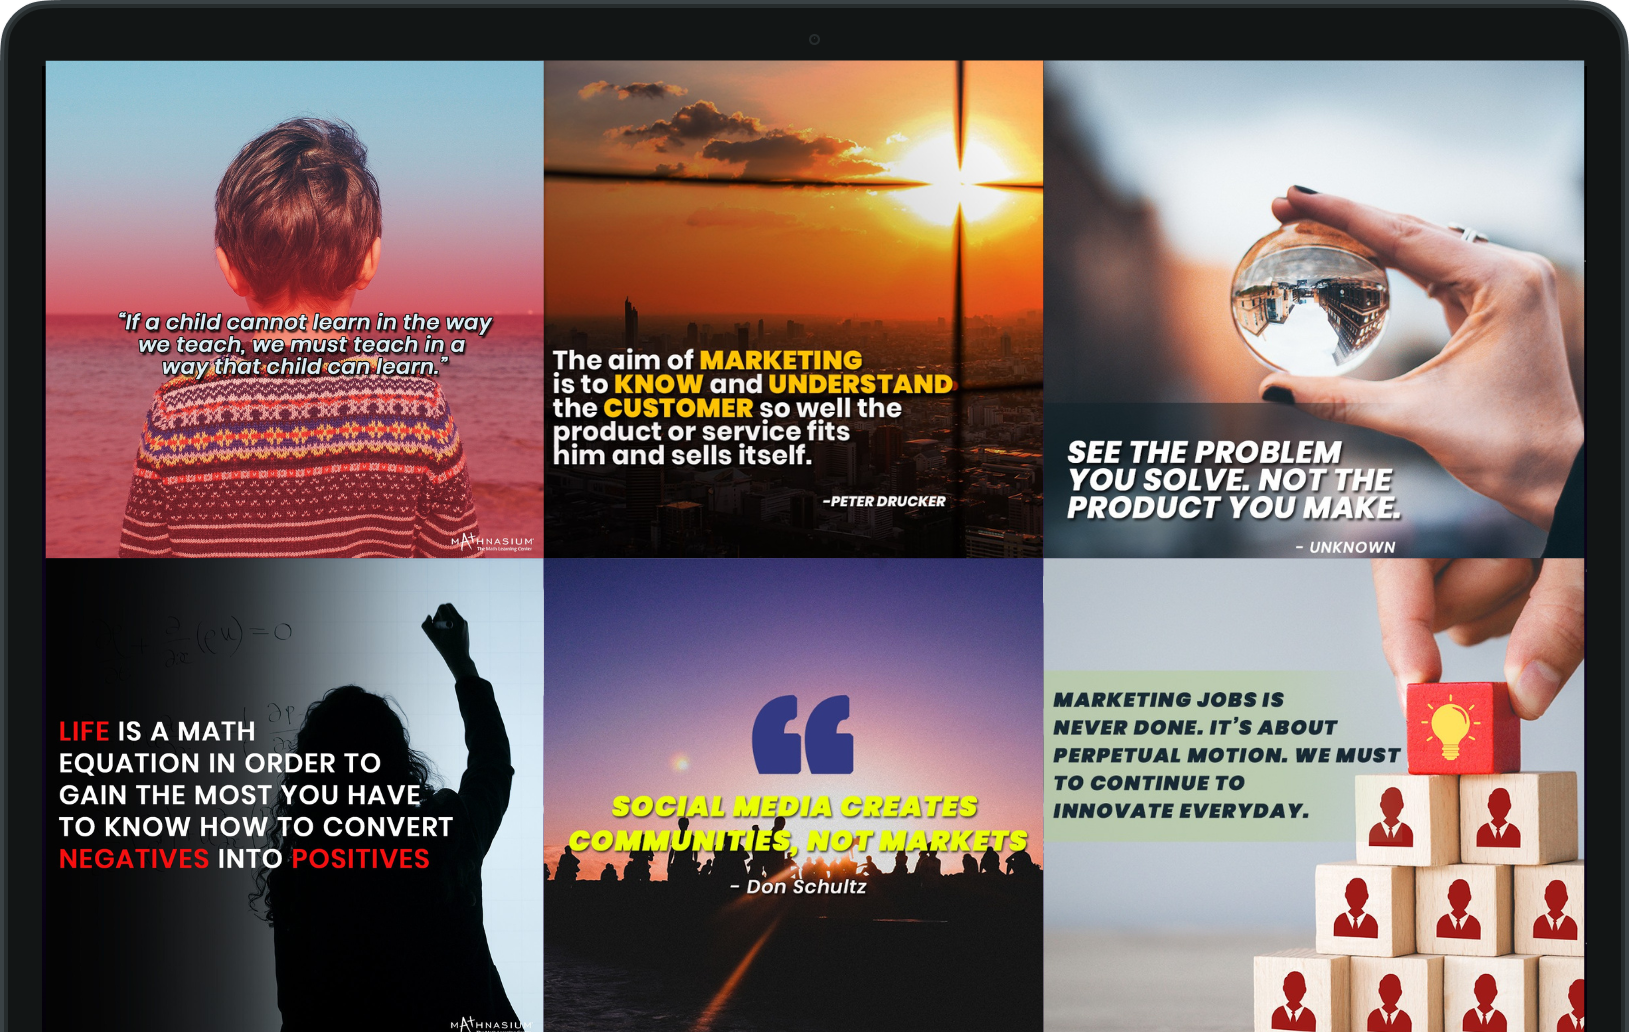 “If a child cannot learn in the way
we teach, we must teach in a
way that child can learn.”
MATHNASIUM®
The Math Learning Center
The aim of MARKETING
is to KNOW and UNDERSTAND
the CUSTOMER so well the
product or service fits
him and sells itself.
-PETER DRUCKER
SEE THE PROBLEM
YOU SOLVE. NOT THE
PRODUCT YOU MAKE.
- UNKNOWN
LIFE IS A MATH
EQUATION IN ORDER TO
GAIN THE MOST YOU HAVE
TO KNOW HOW TO CONVERT
NEGATIVES INTO POSITIVES
MATHNASIUM
SOCIAL MEDIA CREATES
COMMUNITIES, NOT MARKETS
- Don Schultz
MARKETING JOBS IS
NEVER DONE. IT’S ABOUT
PERPETUAL MOTION. WE MUST
TO CONTINUE TO
INNOVATE EVERYDAY.